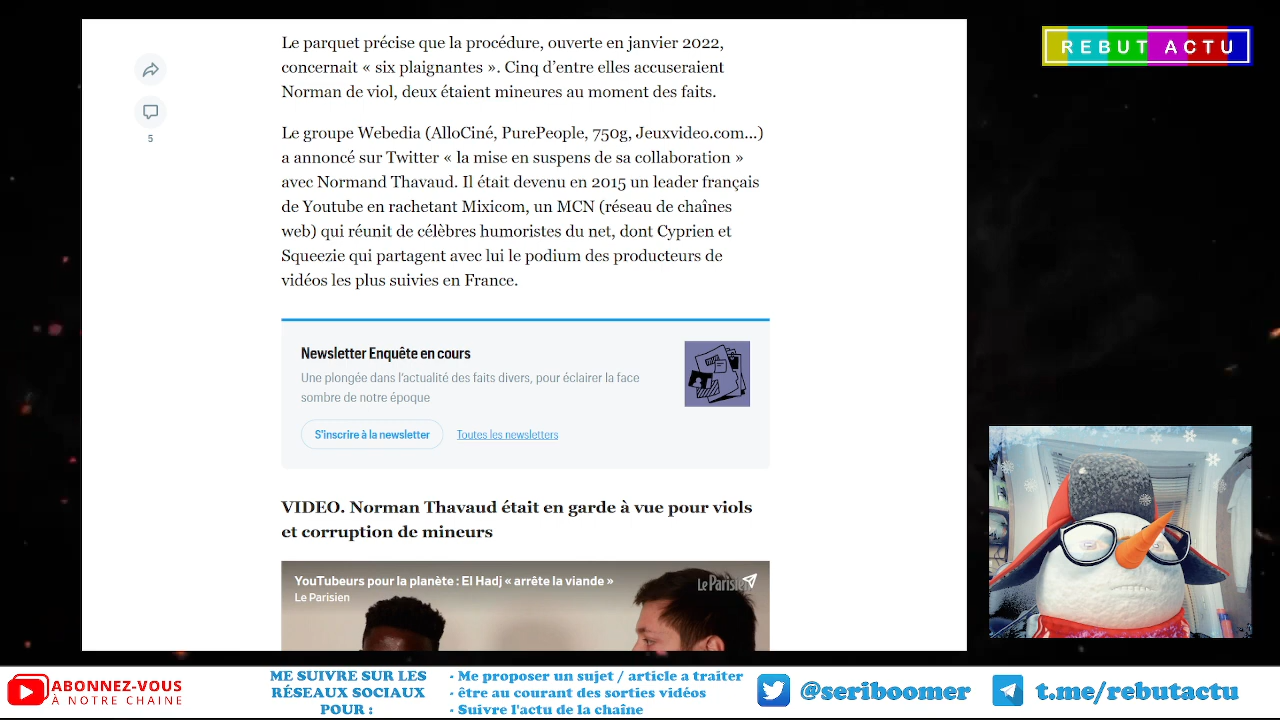 REBUT ACTU
Le parquet précise que la procédure, ouverte en janvier 2022,
concernait « six plaignantes ». Cinq d’entre elles accuseraient
Norman de viol, deux étaient mineures au moment des faits.
5
Le groupe Webedia (AlloCiné, PurePeople, 750g, Jeuxvideo.com...)
a annoncé sur Twitter « la mise en suspens de sa collaboration »
avec Normand Thavaud. Il était devenu en 2015 un leader français
de Youtube en rachetant Mixicom, un MCN (réseau de chaînes
web) qui réunit de célèbres humoristes du net, dont Cyprien et
Squeezie qui partagent avec lui le podium des producteurs de
vidéos les plus suivies en France.
Newsletter Enquête en cours
Une plongée dans l’actualité des faits divers, pour éclairer la face
sombre de notre époque
S’inscrire à la newsletter Toutes les newsletters
VIDEO. Norman Thavaud était en garde à vue pour viols
et corruption de mineurs
YouTubeurs pour la planète : El Hadj « arrête la viande »
Le Parisien
Le Parisien
ABONNEZ-VOUS
À NOTRE CHAINE
ME SUIVRE SUR LES
RÉSEAUX SOCIAUX
POUR :
- Me proposer un sujet / article a traiter
- être au courant des sorties vidéos
- Suivre l'actu de la chaîne
@seriboomer
t.me/rebutactu